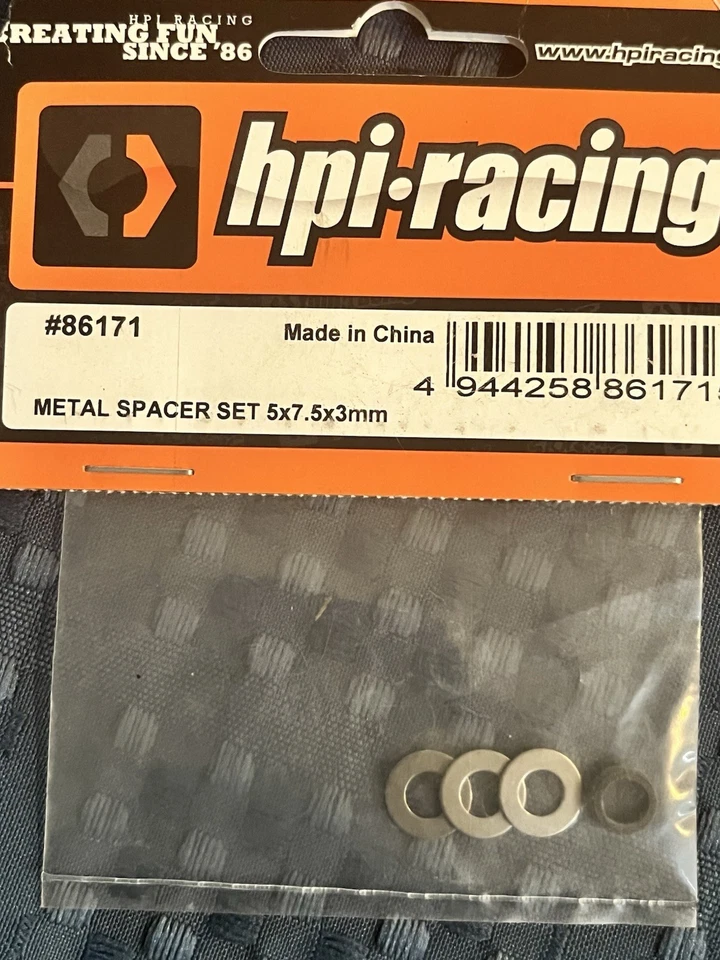 HPI RACING
CREATING FUN
SINCE '86
www.hpiracing
hpi·racing
#86171
Made in China
4 944258 861715
METAL SPACER SET 5x7.5x3mm